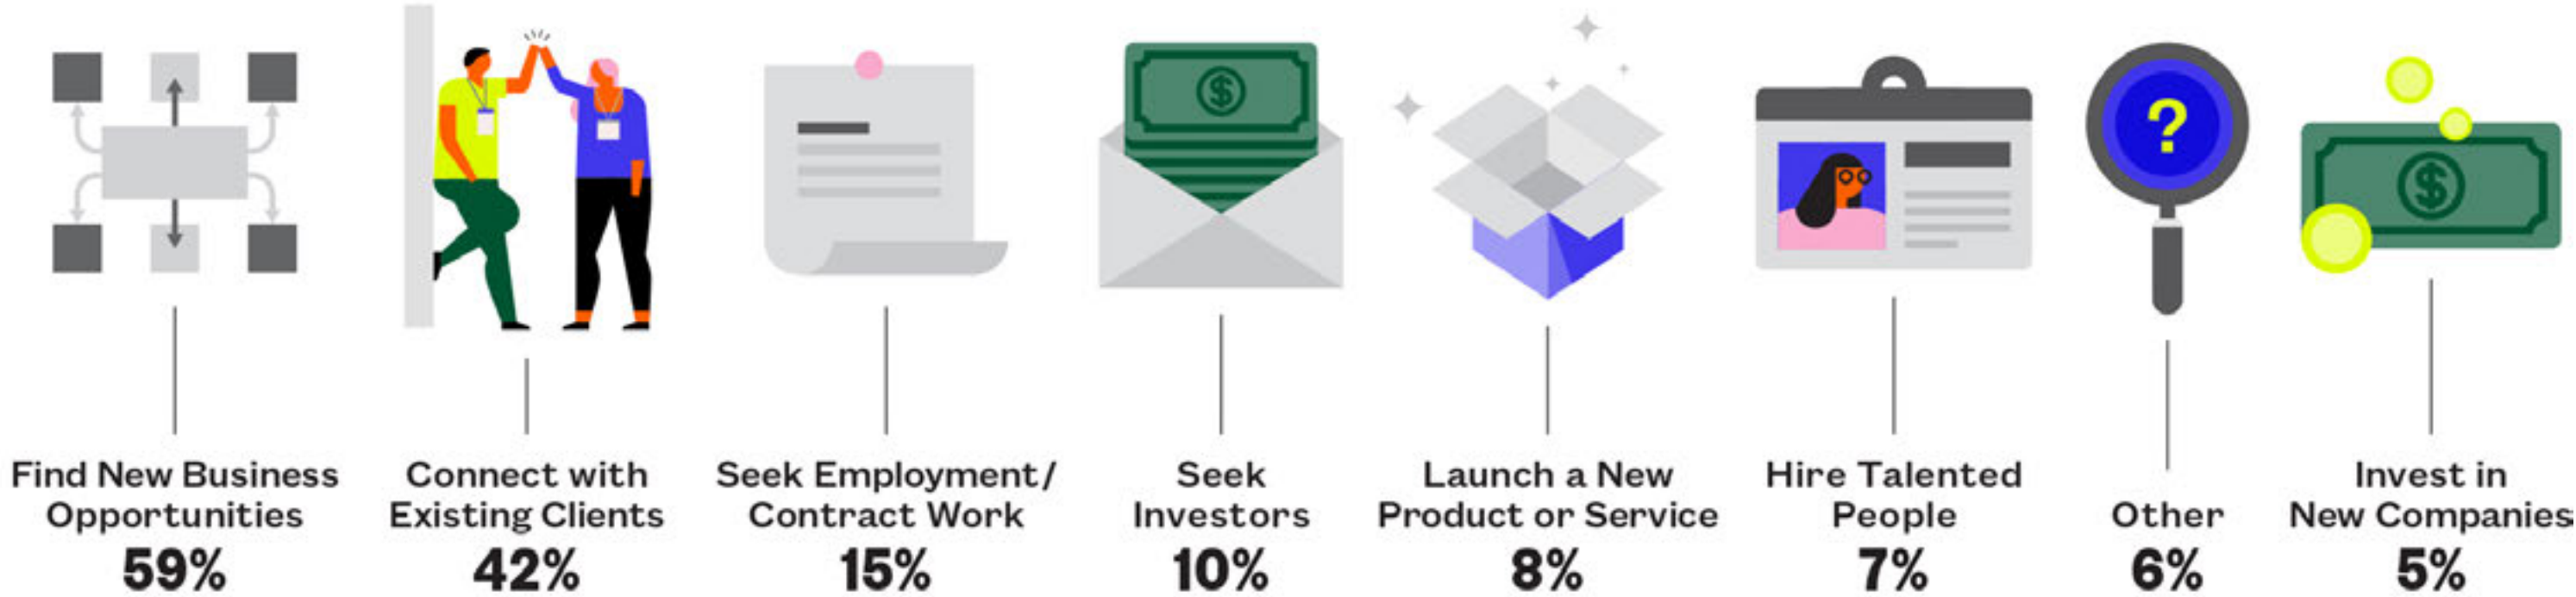 ?
$
$
Find New Business
Opportunities
59%
Connect with
Existing Clients
42%
Seek Employment/
Contract Work
15%
Seek
Investors
10%
Launch a New
Product or Service
8%
Hire Talented
People
7%
Other
6%
Invest in
New Companies
5%